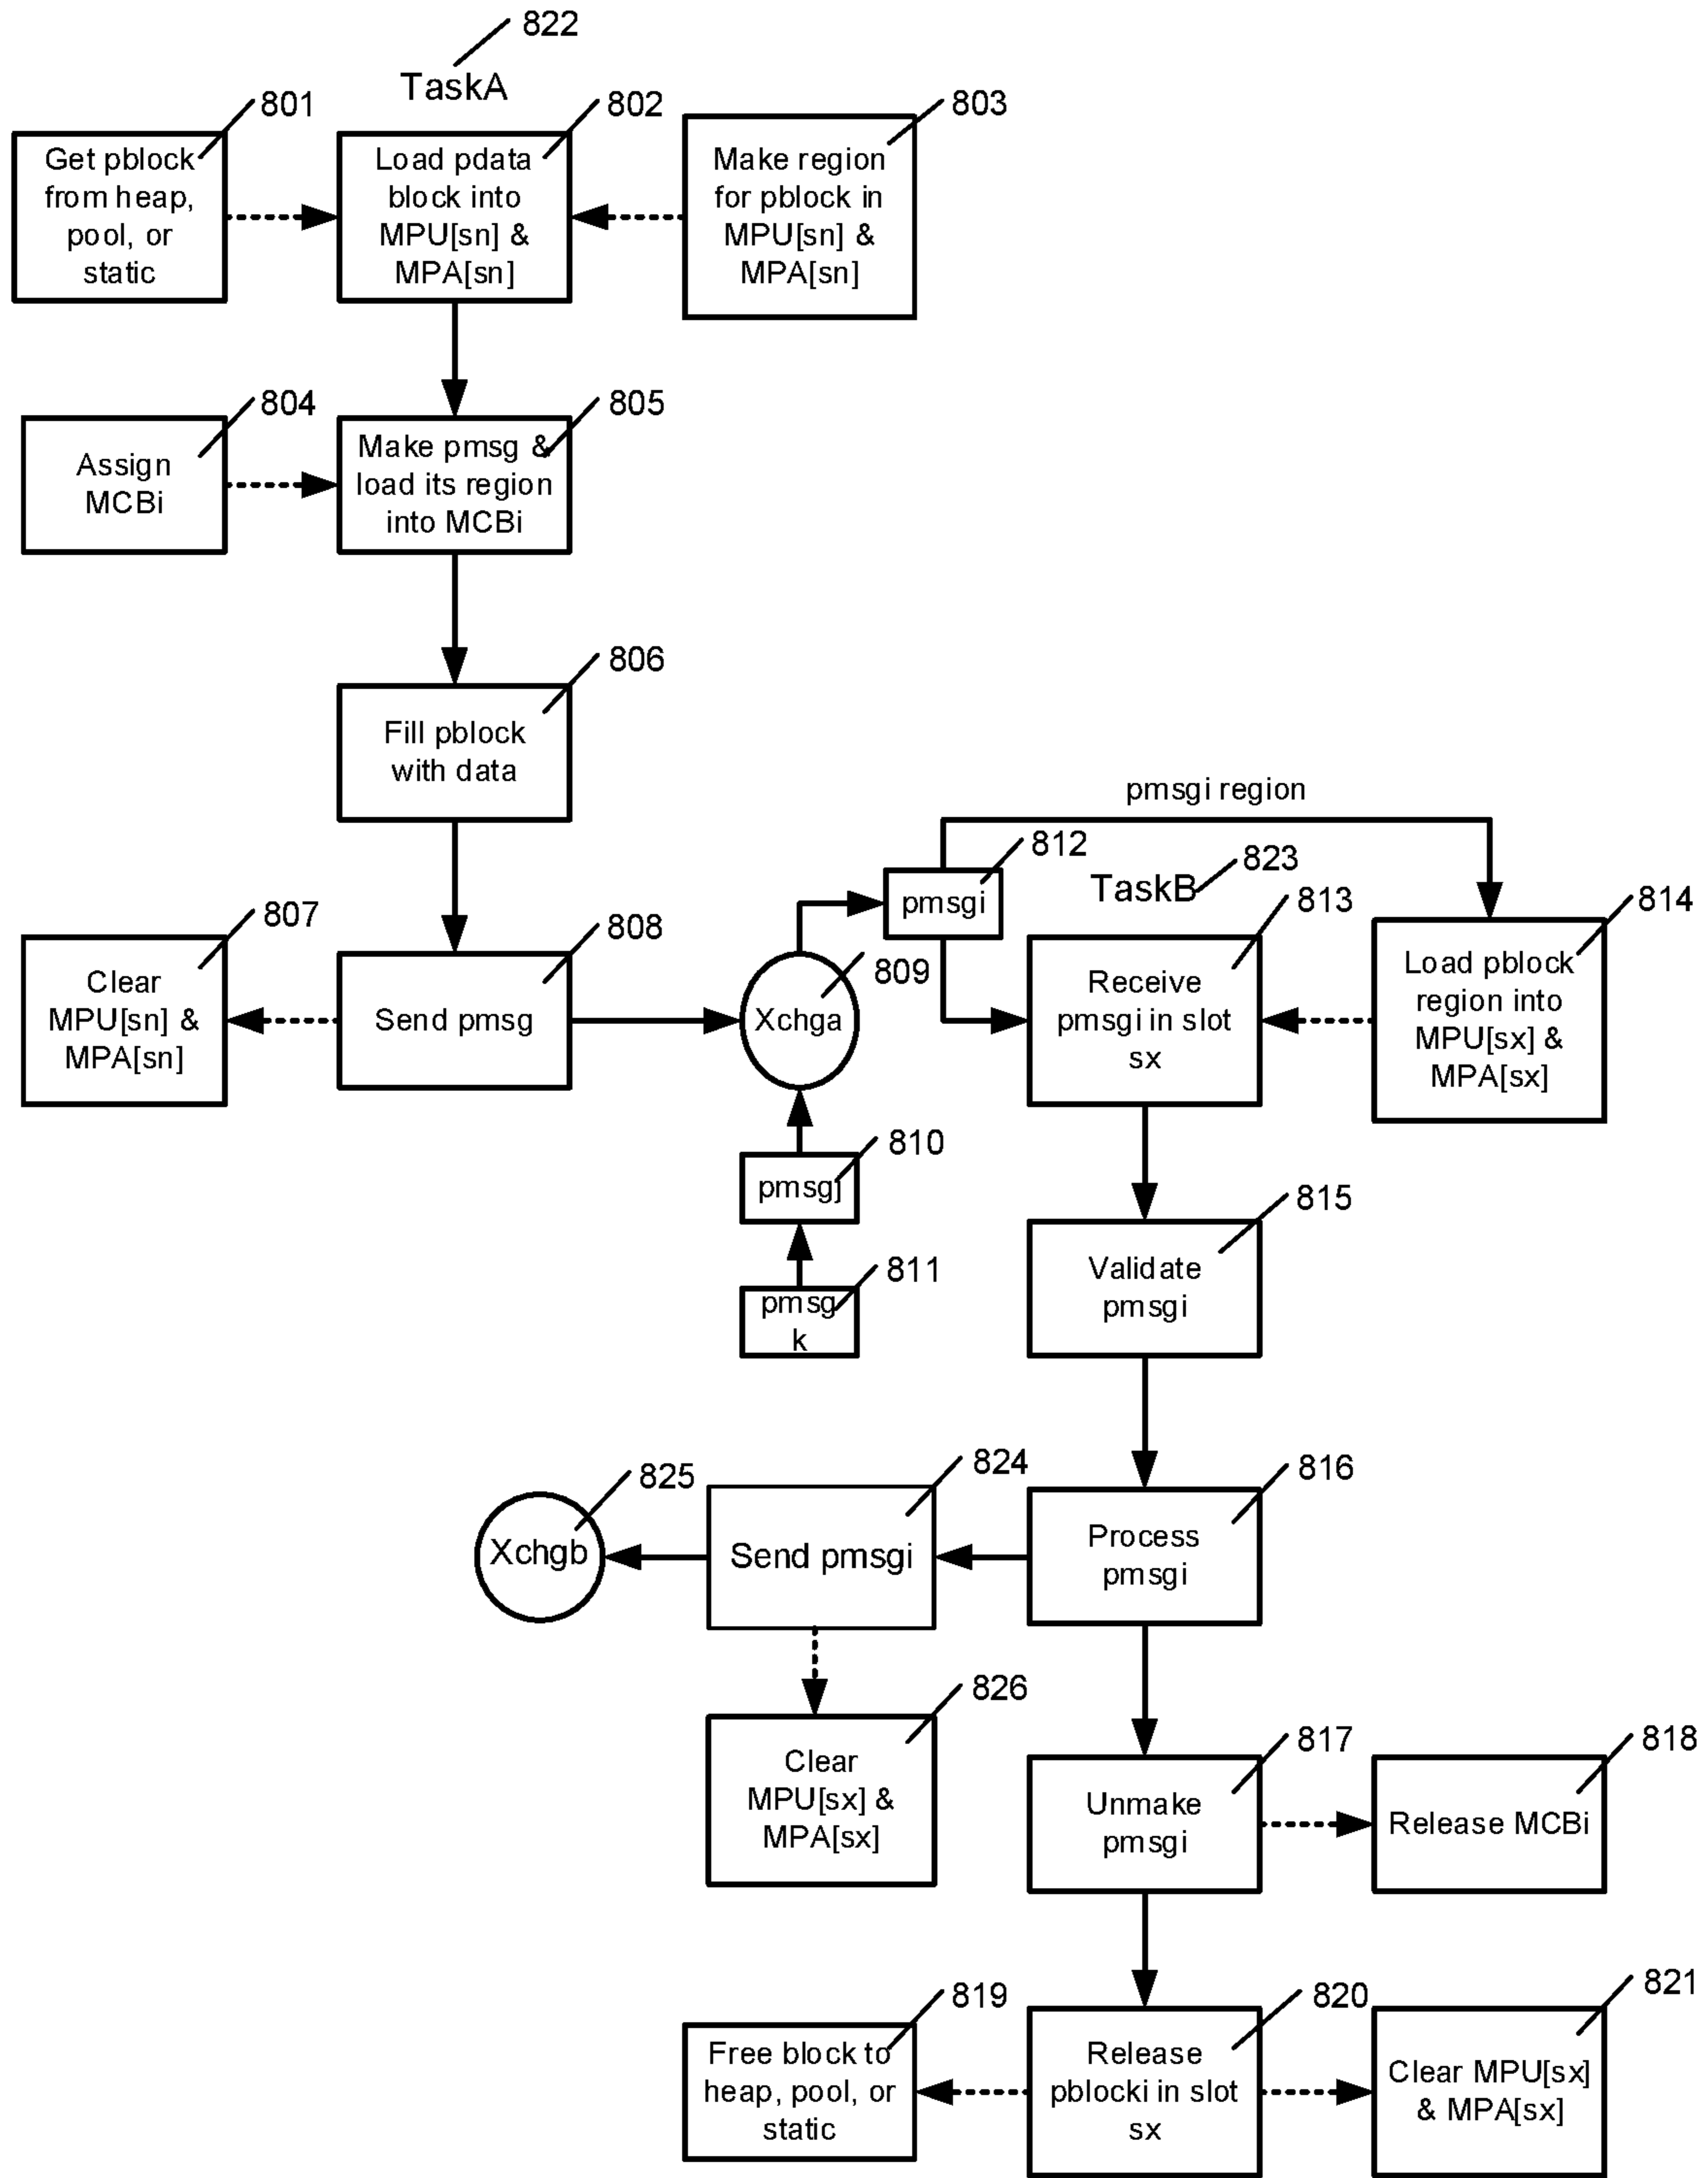 822
TaskA
801
802
803
Get pblock
from heap,
pool, or
static
Load pdata
block into
MPU[sn] &
MPA[sn]
Make region
for pblock in
MPU[sn] &
MPA[sn]
804
805
Assign
MCBi
Make pmsg &
load its region
into MCBi
806
Fill pblock
with data
807
808
Clear
MPU[sn] &
MPA[sn]
Send pmsg
809
Xchga
810
pmsgj
811
pmsg
k
pmsgi region
812
pmsgi
TaskB
823
813
814
Receive
pmsgi in slot
sx
Load pblock
region into
MPU[sx] &
MPA[sx]
815
Validate
pmsgi
816
Process
pmsgi
824
Send pmsgi
825
Xchgb
826
Clear
MPU[sx] &
MPA[sx]
817
Unmake
pmsgi
818
Release MCBi
819
Free block to
heap, pool, or
static
820
Release
pblocki in slot
sx
821
Clear MPU[sx]
& MPA[sx]